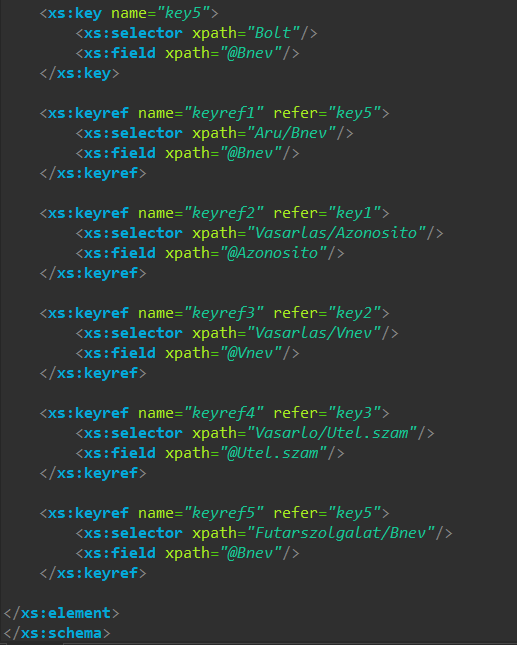 <xs:key name="key5">
<xs:selector xpath="Bolt"/>
<xs:field xpath="@Bnev"/>
</xs:key>
<xs:keyref name="keyref1" refer="key5">
<xs:selector xpath="Aru/Bnev"/>
<xs:field xpath="@Bnev"/>
</xs:keyref>
<xs:keyref name="keyref2" refer="key1">
<xs:selector xpath="Vasarlas/Azonosito"/>
<xs:field xpath="@Azonosito"/>
</xs:keyref>
<xs:keyref name="keyref3" refer="key2">
<xs:selector xpath="Vasarlas/Vnev"/>
<xs:field xpath="@Vnev"/>
</xs:keyref>
<xs:keyref name="keyref4" refer="key3">
<xs:selector xpath="Vasarlo/Utel.szam"/>
<xs:field xpath="@Utel.szam"/>
</xs:keyref>
<xs:keyref name="keyref5" refer="key5">
<xs:selector xpath="Futarszolgalat/Bnev"/>
<xs:field xpath="@Bnev"/>
</xs:keyref>
</xs:element>
</xs:schema>